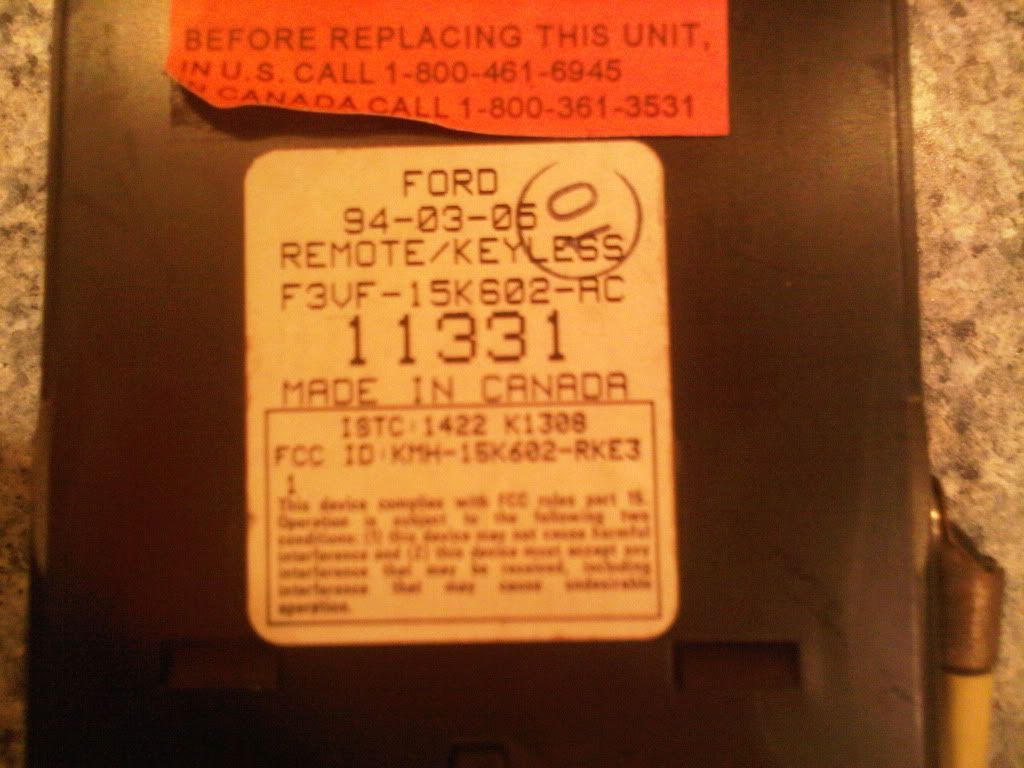 BEFORE REPLACING THIS UNIT,
IN U.S. CALL 1-800-461-6945
N CANADA CALL 1-800-361-3531
FORD
94-03-05
OK
REMOTE/KEYLESS
F3VF-15K602-AC
11331
MADE IN CANADA
ISTC:1422 K1308
FCC ID:KMH-15K602-RKE3
1
This device complies with FCC rules part 15.
Operation is subject to the following two
conditions: (1) this device may not cause harmful
interference and (2) this device must accept any
interference that may be received, including
interference that may cause undesirable
operation.